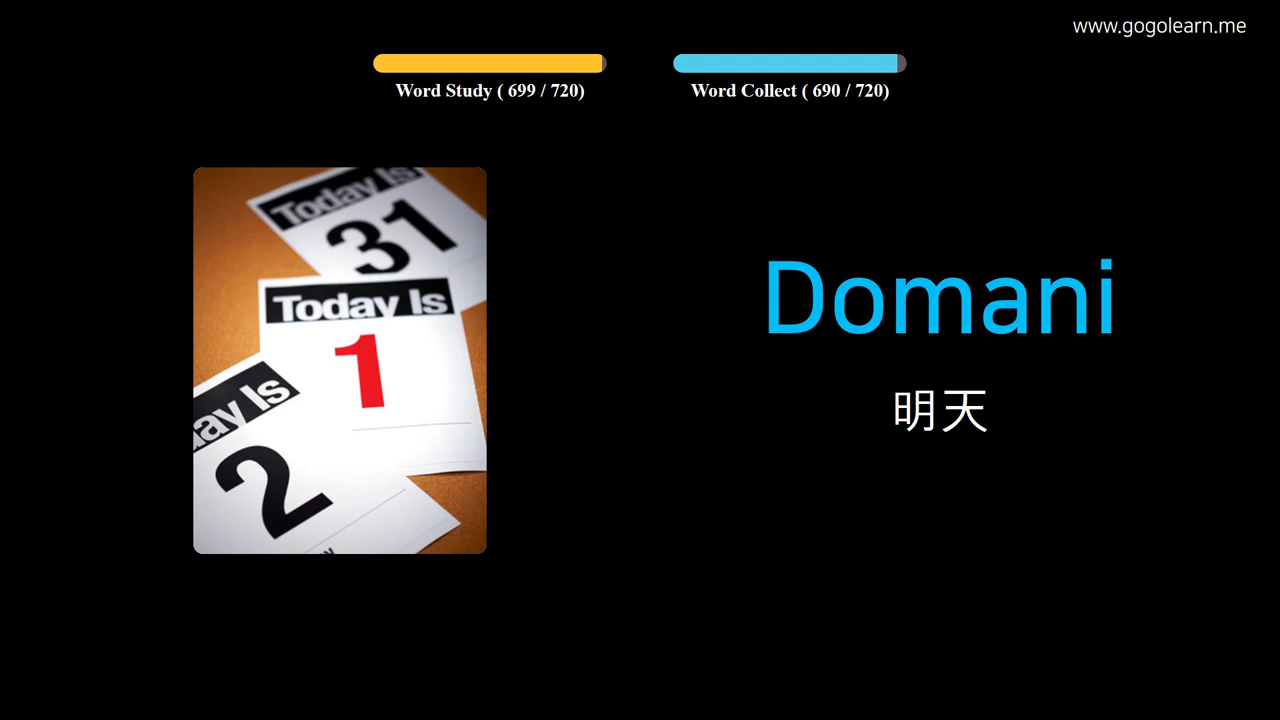 www.gogolearn.me
Word Study ( 699 / 720)
Word Collect ( 690 / 720)
Today Is
31
Today Is
1
ay Is
2
Domani
明天